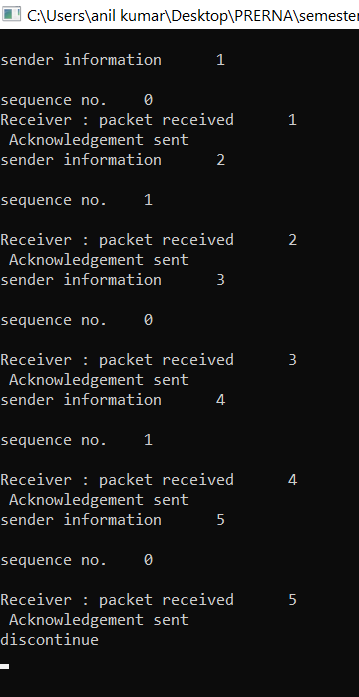 C:\Users\anil kumar\Desktop\PRERNA\semester
sender information 1
sequence no. 0
Receiver : packet received 1
Acknowledgement sent
sender information 2
sequence no. 1
Receiver : packet received 2
Acknowledgement sent
sender information 3
sequence no. 0
Receiver : packet received 3
Acknowledgement sent
sender information 4
sequence no. 1
Receiver : packet received 4
Acknowledgement sent
sender information 5
sequence no. 0
Receiver : packet received 5
Acknowledgement sent
discontinue